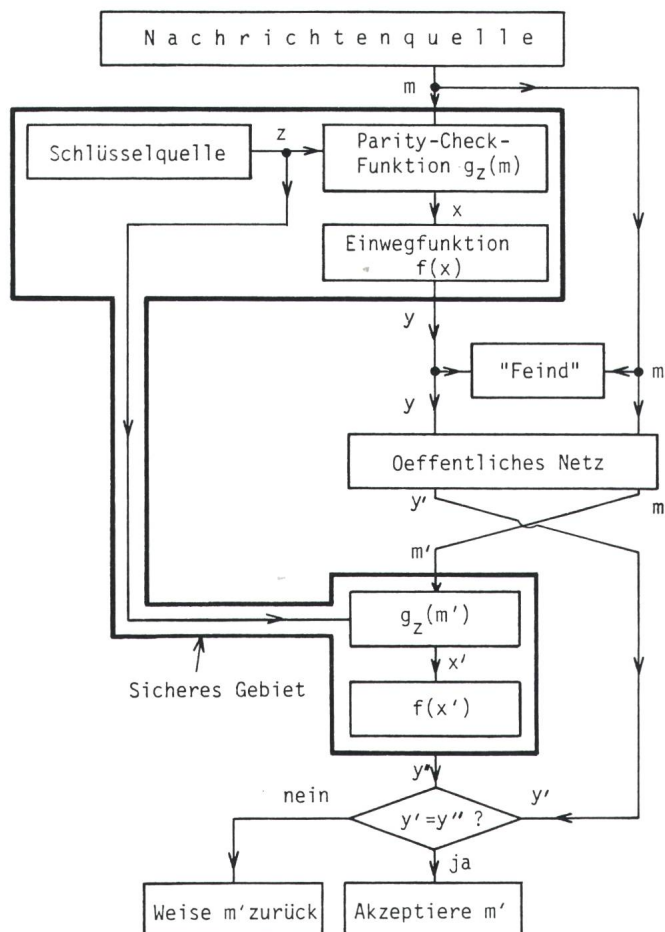 Nachrichtenquelle
m
Schlüsselquelle
z
Parity-Check-
Funktion g_z(m)
x
Einwegfunktion
f(x)
y
"Feind"
m
y
Oeffentliches Netz
y'
m
m'
g_z(m')
x'
Sicheres Gebiet
f(x')
y"
nein
y'=y" ?
y'
ja
Weise m'zurück
Akzeptiere m'